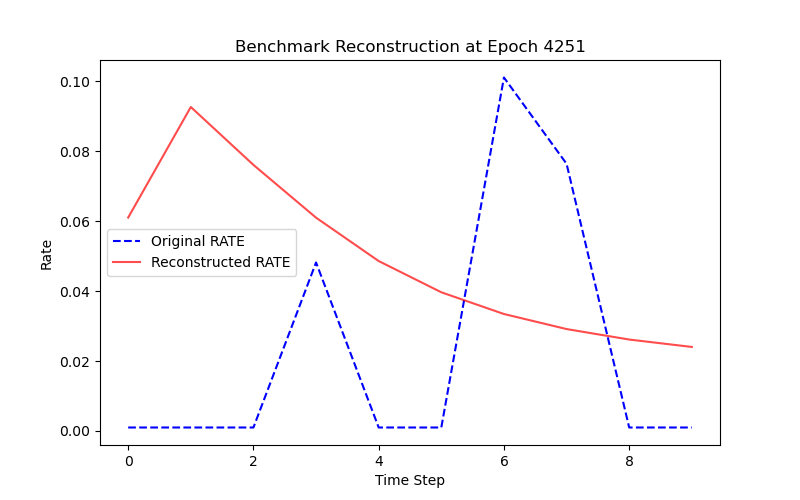 Benchmark Reconstruction at Epoch 4251
0.10
0.08
0.06
0.04
0.02
0.00
Rate
Original RATE
Reconstructed RATE
0 2 4 6 8
Time Step